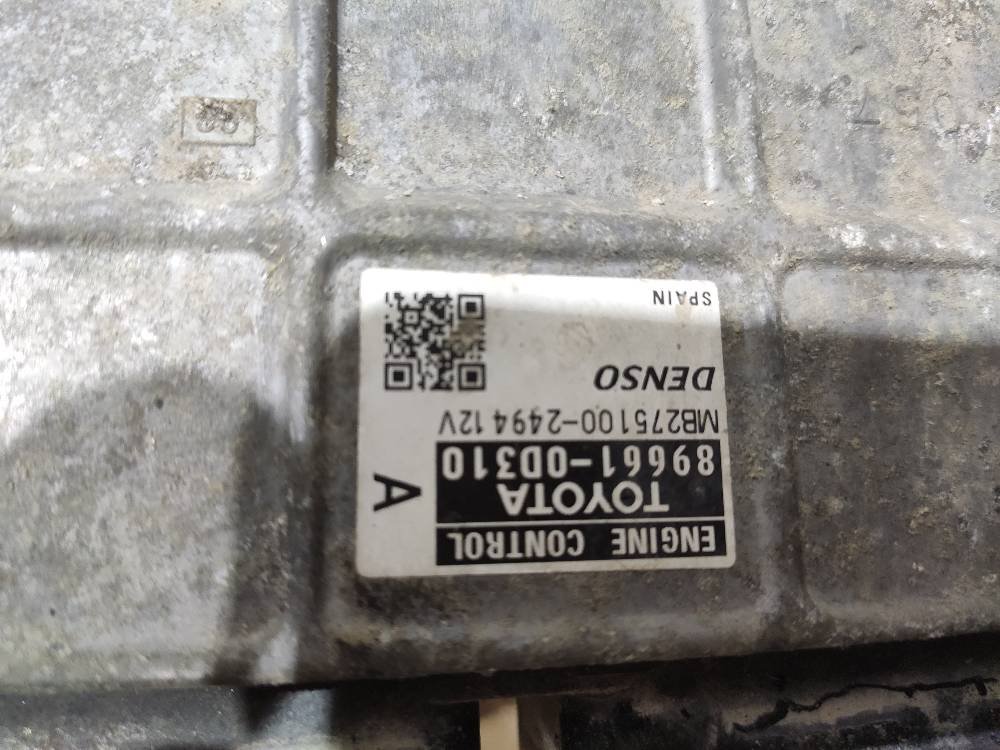 ENGINE CONTROL
TOYOTA
89661-0D310
A
MB275100-2494 12V
DENSO
SPAIN